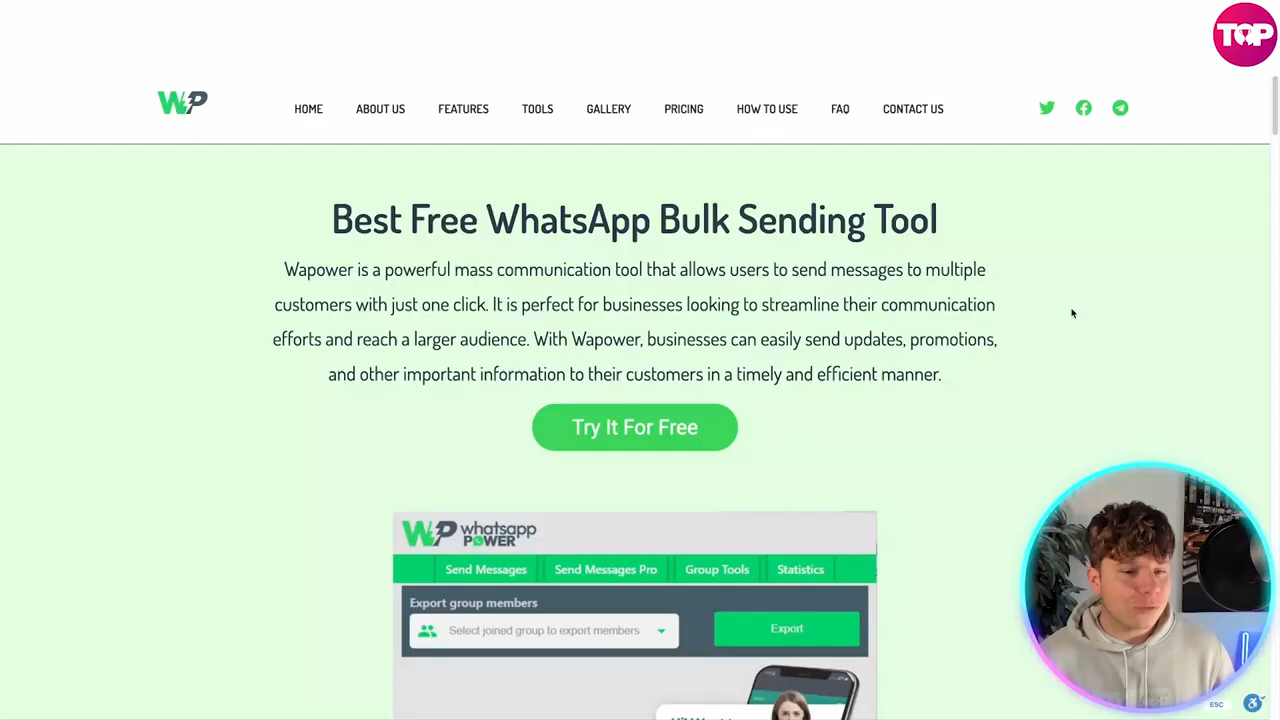 TOP
WP
HOME ABOUT US FEATURES TOOLS GALLERY PRICING HOW TO USE FAQ CONTACT US
Best Free WhatsApp Bulk Sending Tool
Wapower is a powerful mass communication tool that allows users to send messages to multiple
customers with just one click. It is perfect for businesses looking to streamline their communication
efforts and reach a larger audience. With Wapower, businesses can easily send updates, promotions,
and other important information to their customers in a timely and efficient manner.
Try It For Free
WP whatsapp
POWER
Send Messages Send Messages Pro Group Tools Statistics
Export group members
Select joined group to export members Export
ESC